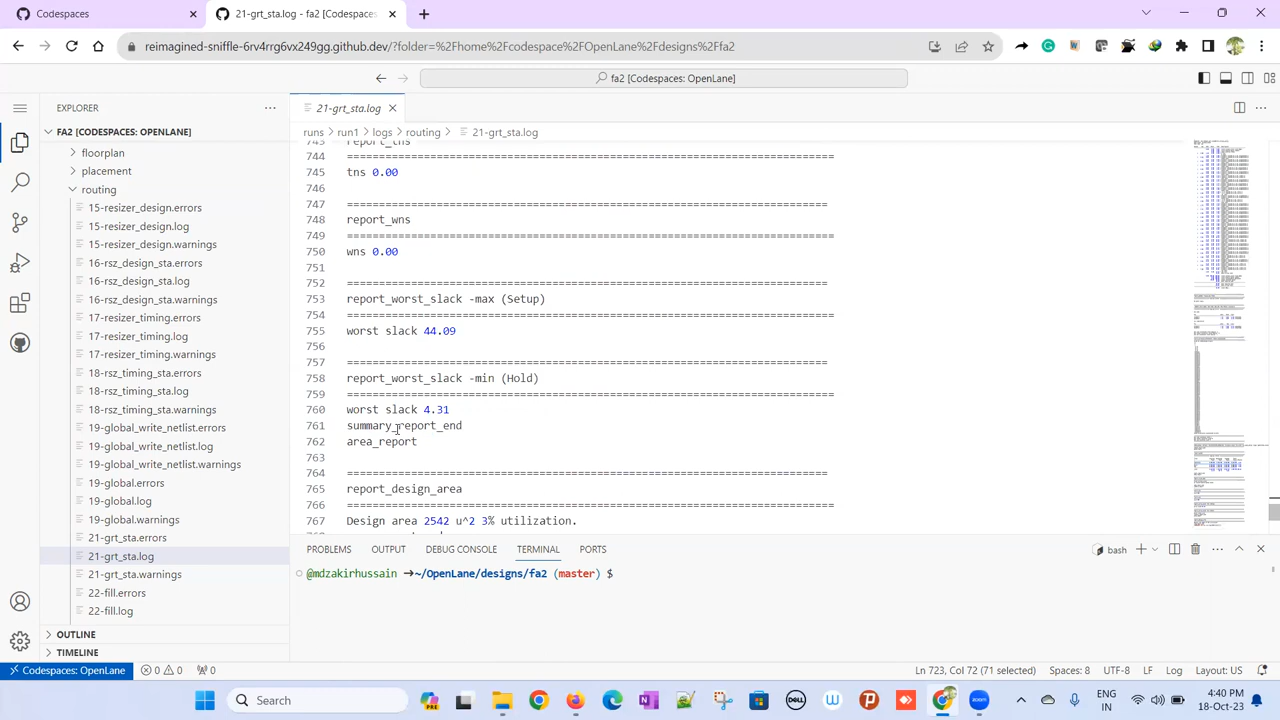 Codespaces
21-grt_sta.log - fa2 [Codespaces
reimagined-sniffle-6rv4rrg6vx249gg.github.dev/?folder=%2Fhome%2Fcodespace%2FOpenLane%2Fdesigns%2Ffa2
fa2 [Codespaces: OpenLane]
EXPLORER
21-grt_sta.log
FA2 [CODESPACES: OPENLANE]
runs > run1 > logs > routing > 21-grt_sta.log
floorplan
placement
routing
15-resizer_design.errors
15-resizer_design.log
15-resizer_design.warnings
16-rsz_design_sta.errors
16-rsz_design_sta.log
16-rsz_design_sta.warnings
17-resizer_timing.errors
17-resizer_timing.log
17-resizer_timing.warnings
18-rsz_timing_sta.errors
18-rsz_timing_sta.log
18-rsz_timing_sta.warnings
19-global_write_netlist.errors
19-global_write_netlist.log
19-global_write_netlist.warnings
19-global.errors
19-global.log
19-global.warnings
21-grt_sta.errors
21-grt_sta.log
21-grt_sta.warnings
22-fill.errors
22-fill.log
OUTLINE
TIMELINE
743 report_tns
744 ============================================================================
745 tns 0.00
746
747
748 report_wns
749 ============================================================================
750 wns 0.00
751
752
753 report_worst_slack -max (Setup)
754 ============================================================================
755 worst slack 44.09
756
757 ===========================================================================
758 report_worst_slack -min (Hold)
759 ============================================================================
760 worst slack 4.31
761 summary_report_end
762 area_report
763
764 ===========================================================================
765 report_design_area
766 ============================================================================
767 Design area 2542 u^2 utilization.
PROBLEMS OUTPUT DEBUG CONSOLE TERMINAL PORTS
bash
@mdzakirhussain →~/OpenLane/designs/fa2 (master) $
Codespaces: OpenLane
0 0
0
Ln 723, Col 72 (71 selected) Spaces: 8 UTF-8 LF Log Layout: US
Search
DELL
zoom
ENG
IN
4:40 PM
18-Oct-23